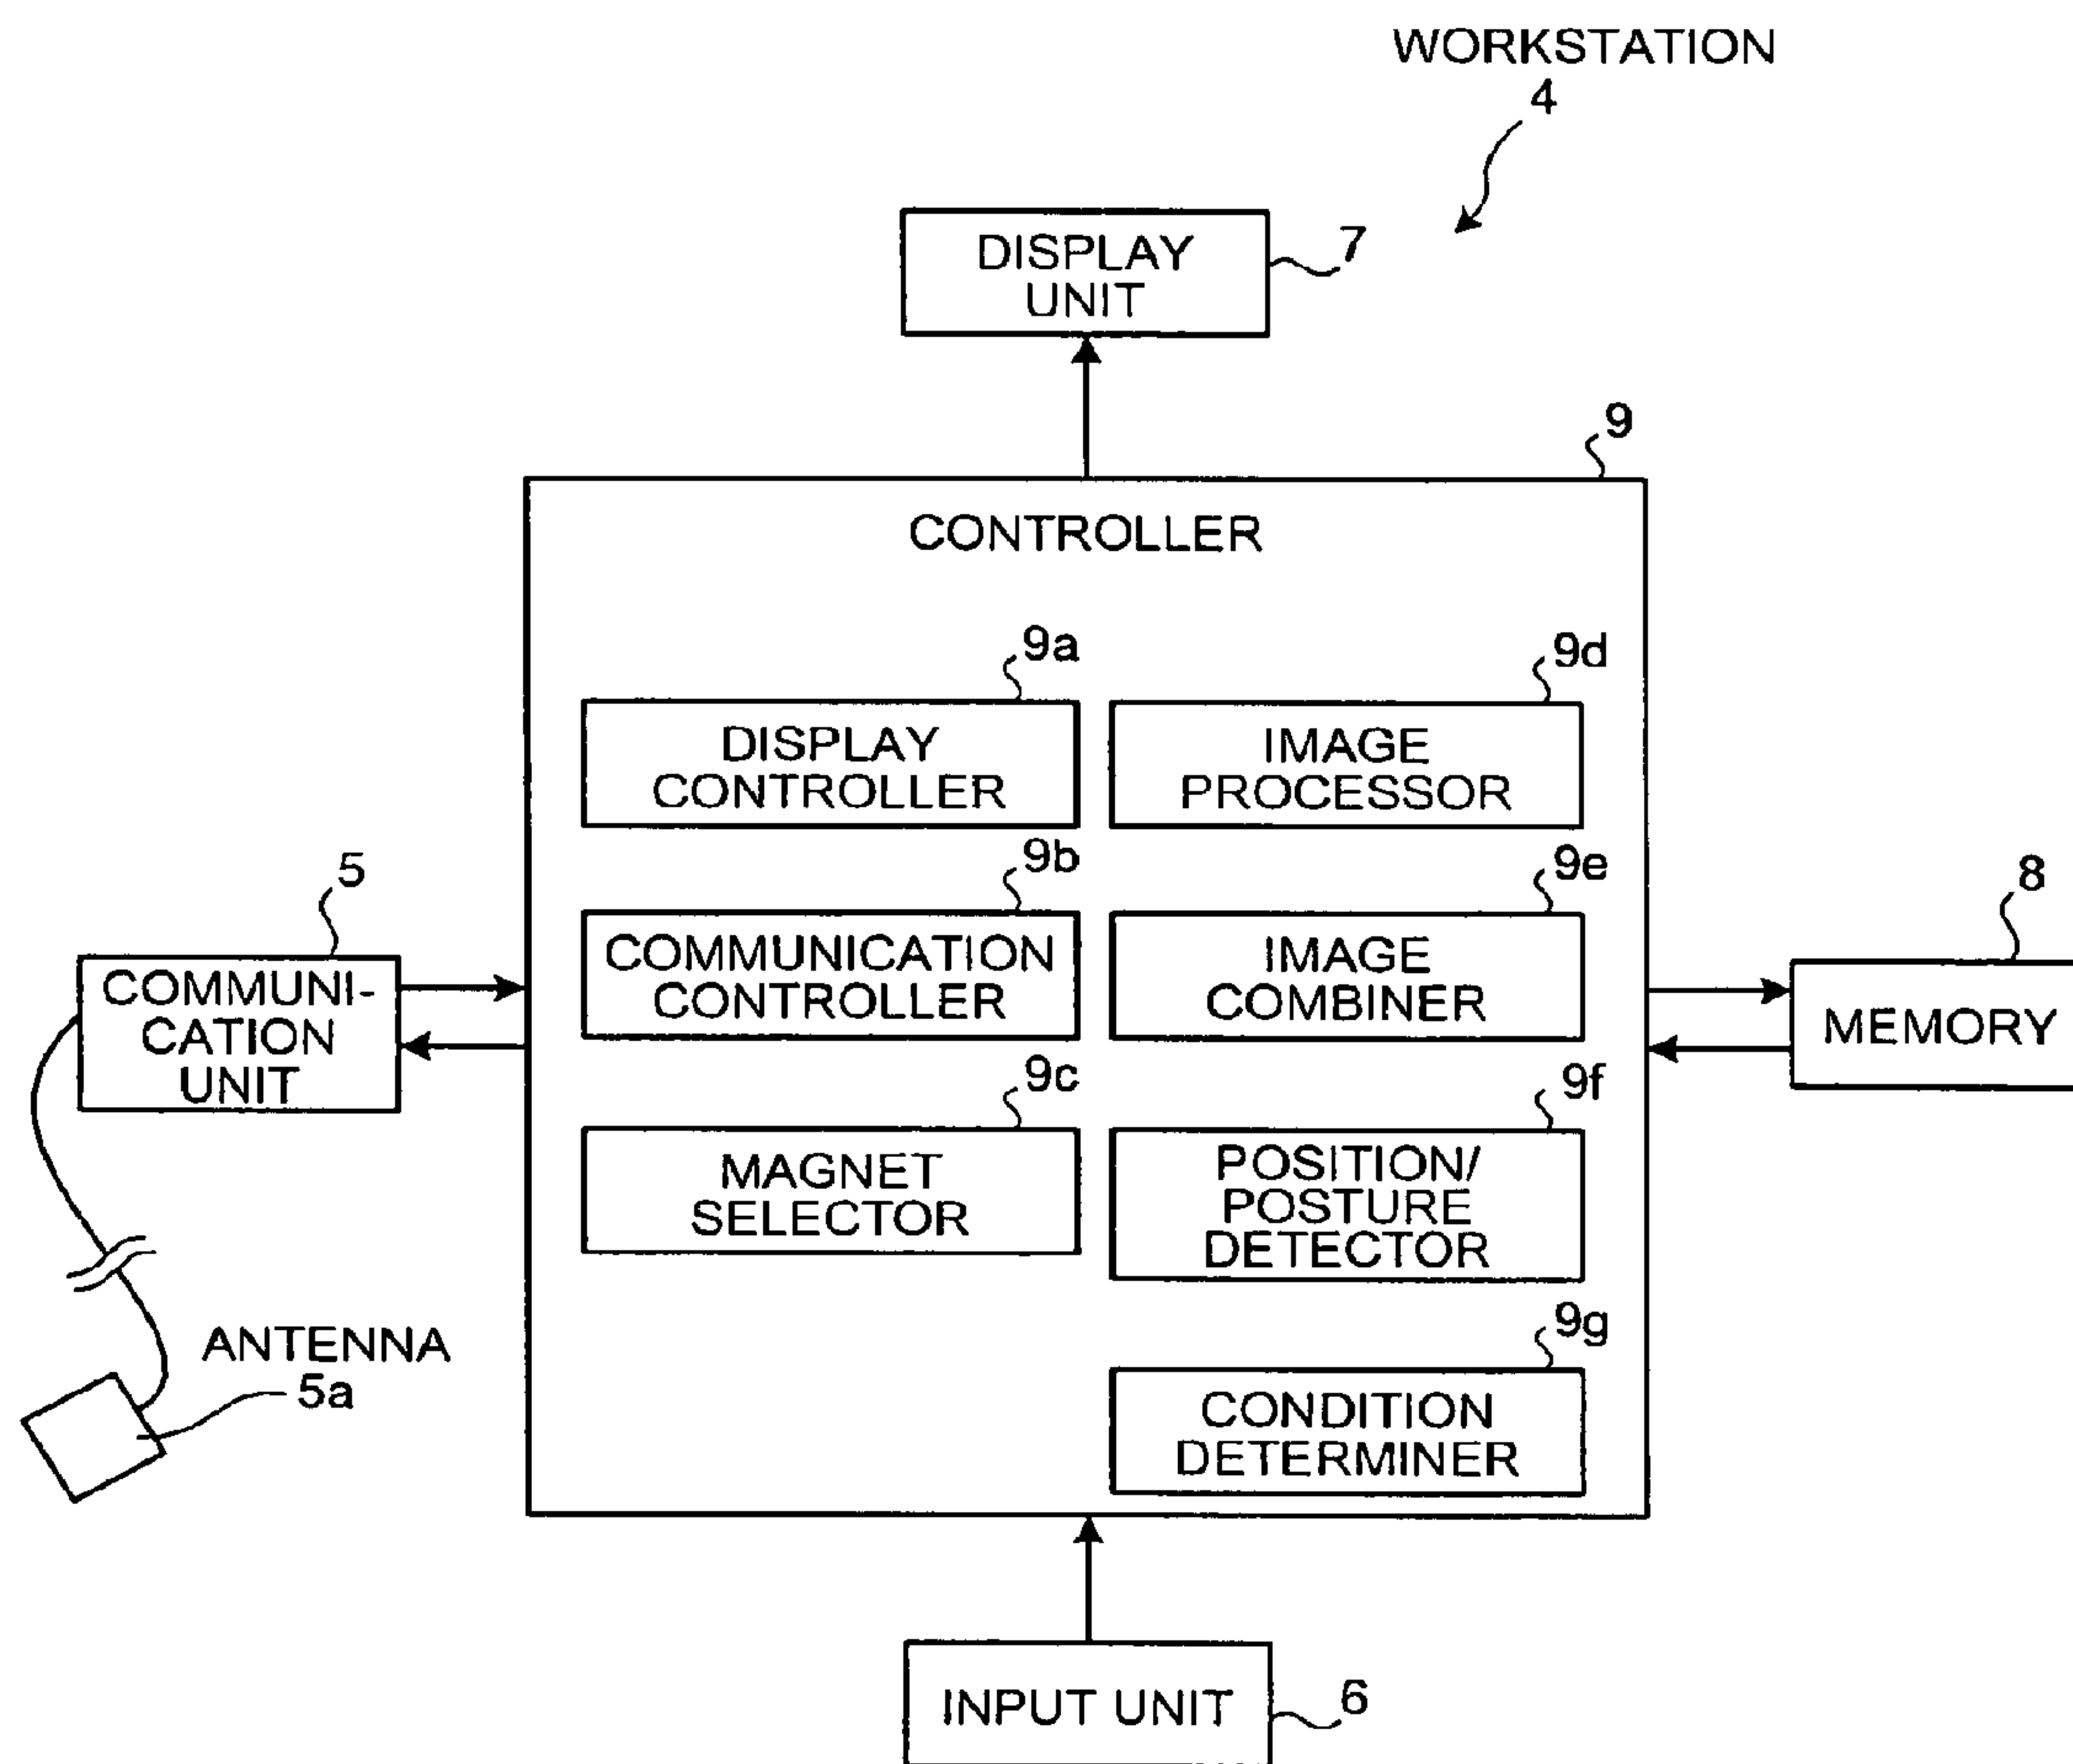 WORKSTATION
4
DISPLAY
UNIT
7
9
CONTROLLER
9a
DISPLAY
CONTROLLER
9d
IMAGE
PROCESSOR
9b
COMMUNICATION
CONTROLLER
9e
IMAGE
COMBINER
5
COMMUNI-
CATION
UNIT
8
MEMORY
9c
MAGNET
SELECTOR
9f
POSITION/
POSTURE
DETECTOR
ANTENNA
5a
9g
CONDITION
DETERMINER
INPUT UNIT
6